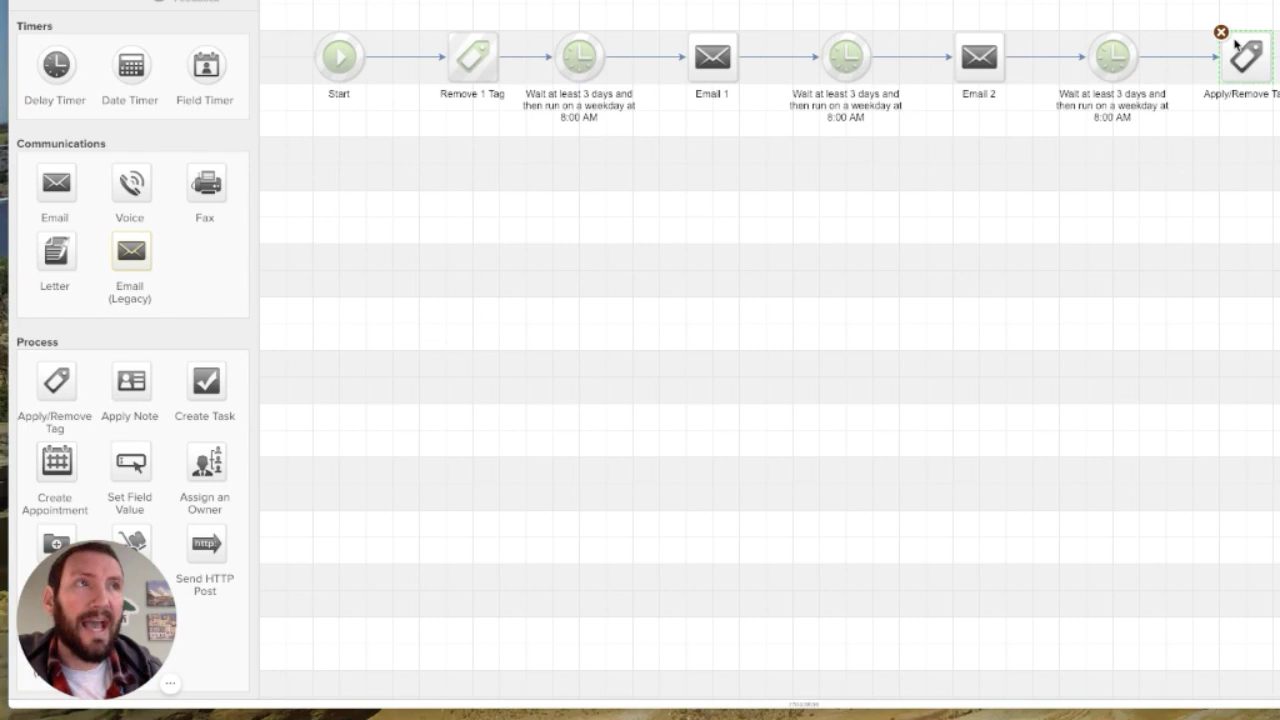 Timers
Delay Timer
Date Timer
Field Timer
Communications
Email
Voice
Fax
Letter
Email
(Legacy)
Process
Apply/Remove
Tag
Apply Note
Create Task
Create
Appointment
Set Field
Value
Assign an
Owner
http:
Send HTTP
Post
Start
Remove 1 Tag
Wait at least 3 days and
then run on a weekday at
8:00 AM
Email 1
Wait at least 3 days and
then run on a weekday at
8:00 AM
Email 2
Wait at least 3 days and
then run on a weekday at
8:00 AM
Apply/Remove Ta